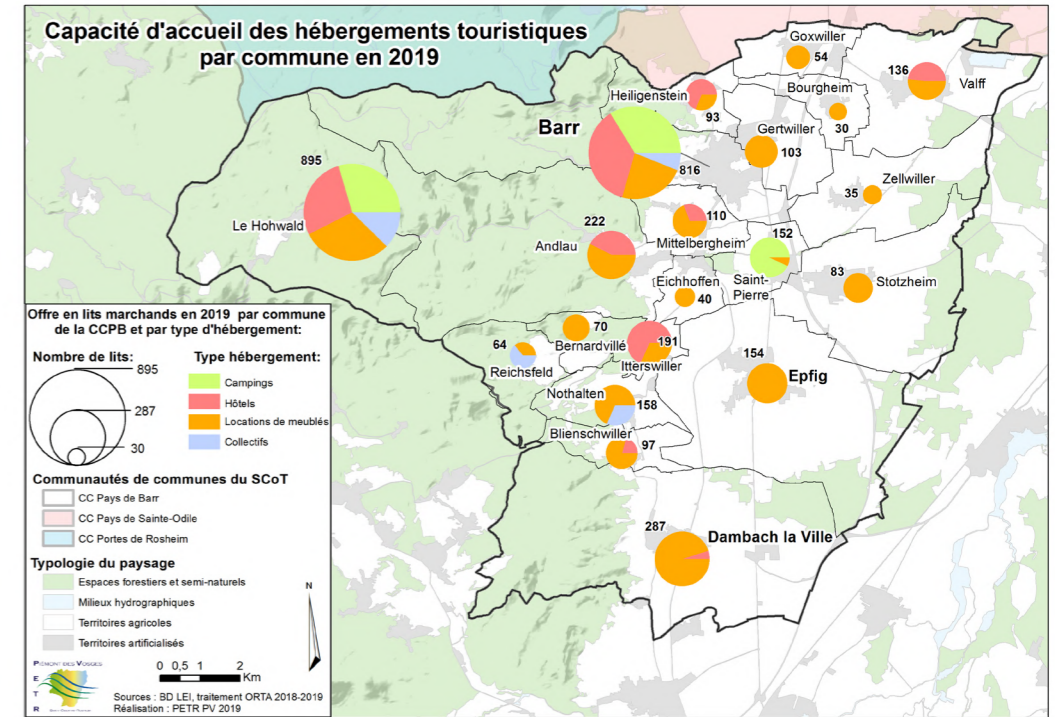 Capacité d'accueil des hébergements touristiques
par commune en 2019
Goxwiller
54
136
Valff
Bourgheim
30
Heiligenstein
93
Barr
816
Gertwiller
103
Zellwiller
35
895
Le Hohwald
222
Andlau
110
Mittelbergheim
152
Saint-
Pierre
83
Stotzheim
Eichhoffen
40
70
Bernardvillé
64
Reichsfeld
191
Itterswiller
154
Epfig
Nothalten
158
Blienschwiller
97
287
Dambach la Ville
Offre en lits marchands en 2019 par commune
de la CCPB et par type d'hébergement:
Nombre de lits:
895
287
30
Type hébergement:
Campings
Hôtels
Locations de meublés
Collectifs
Communautés de communes du SCoT
CC Pays de Barr
CC Pays de Sainte-Odile
CC Portes de Rosheim
Typologie du paysage
Espaces forestiers et semi-naturels
Milieux hydrographiques
Territoires agricoles
Territoires artificialisés
N
PIÉMONT DES VOSGES
P
E
T
R
0 0,5 1 2
Km
Sources : BD LEI, traitement ORTA 2018-2019
Réalisation : PETR PV 2019